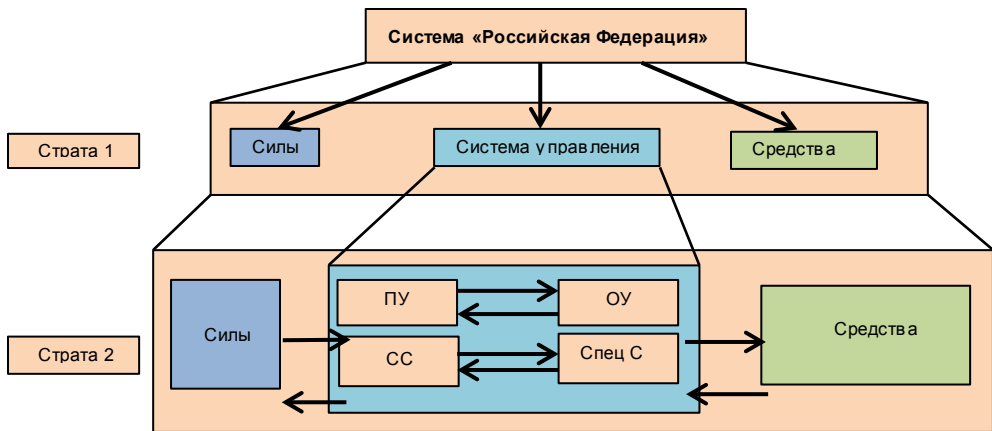 Система «Российская Федерация»
Страта 1
Силы
Система управления
Средства
ПУ
ОУ
Силы
Средства
Страта 2
СС
Спец С